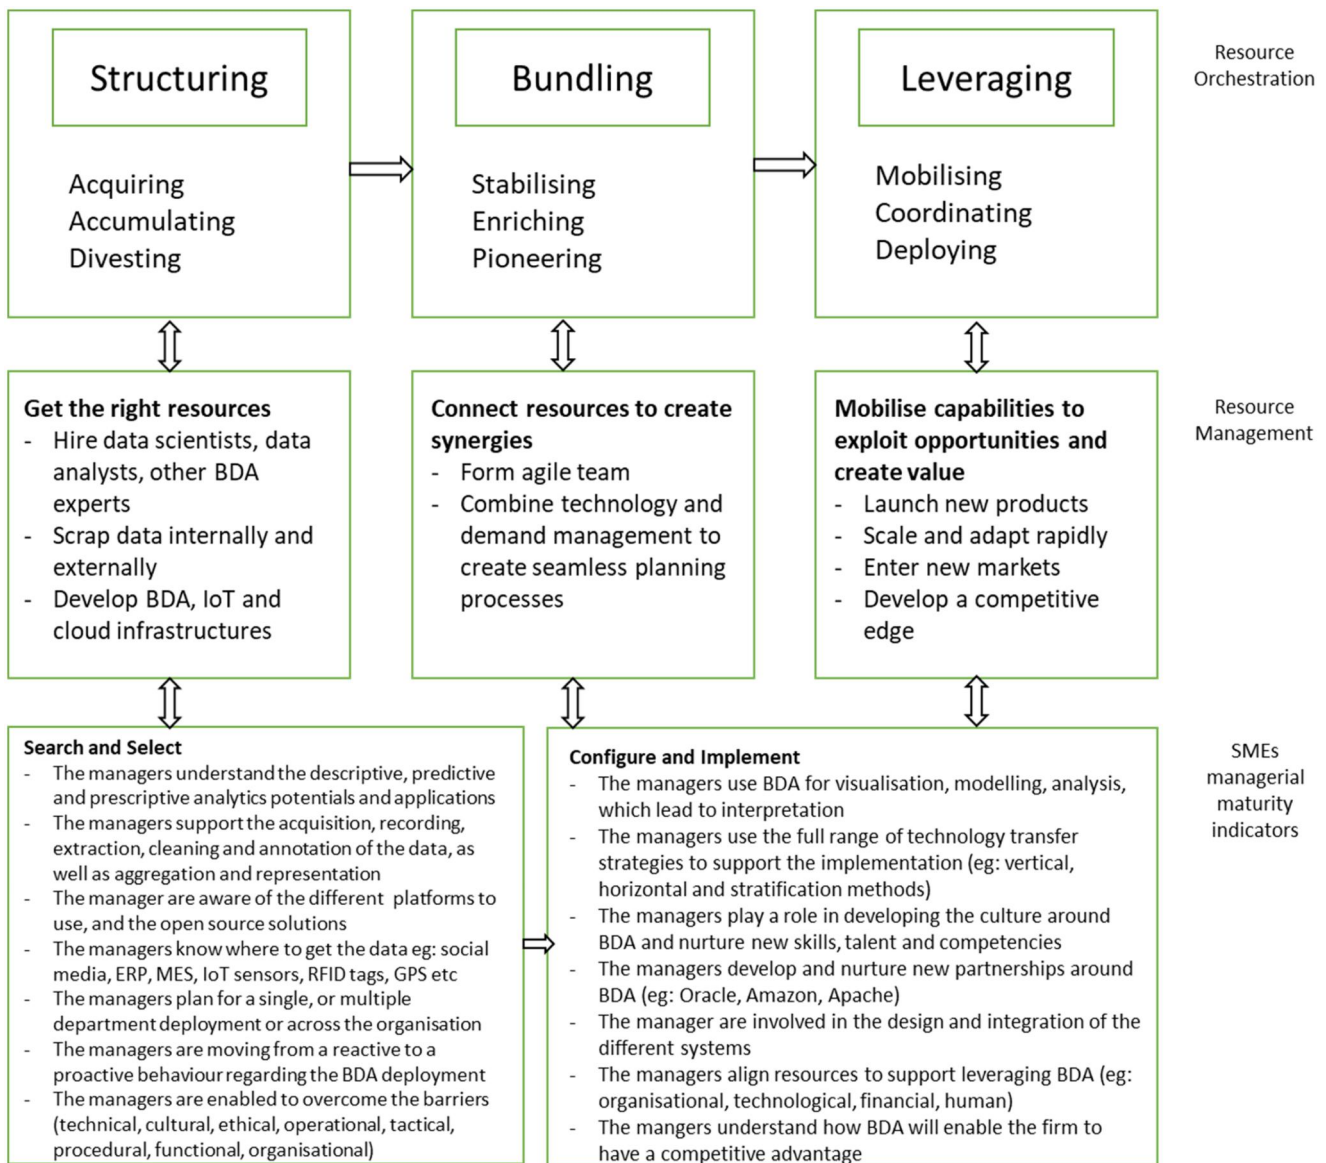 Structuring
Acquiring
Accumulating
Divesting
Bundling
Stabilising
Enriching
Pioneering
Leveraging
Mobilising
Coordinating
Deploying
Resource
Orchestration
Get the right resources
- Hire data scientists, data
analysts, other BDA
experts
- Scrap data internally and
externally
- Develop BDA, IoT and
cloud infrastructures
Connect resources to create
synergies
- Form agile team
- Combine technology and
demand management to
create seamless planning
processes
Mobilise capabilities to
exploit opportunities and
create value
- Launch new products
- Scale and adapt rapidly
- Enter new markets
- Develop a competitive
edge
Resource
Management
Search and Select
- The managers understand the descriptive, predictive
and prescriptive analytics potentials and applications
- The managers support the acquisition, recording,
extraction, cleaning and annotation of the data, as
well as aggregation and representation
- The manager are aware of the different platforms to
use, and the open source solutions
- The managers know where to get the data eg: social
media, ERP, MES, IoT sensors, RFID tags, GPS etc
- The managers plan for a single, or multiple
department deployment or across the organisation
- The managers are moving from a reactive to a
proactive behaviour regarding the BDA deployment
- The managers are enabled to overcome the barriers
(technical, cultural, ethical, operational, tactical,
procedural, functional, organisational)
Configure and Implement
- The managers use BDA for visualisation, modelling, analysis,
which lead to interpretation
- The managers use the full range of technology transfer
strategies to support the implementation (eg: vertical,
horizontal and stratification methods)
- The managers play a role in developing the culture around
BDA and nurture new skills, talent and competencies
- The managers develop and nurture new partnerships around
BDA (eg: Oracle, Amazon, Apache)
- The manager are involved in the design and integration of the
different systems
- The managers align resources to support leveraging BDA (eg:
organisational, technological, financial, human)
- The mangers understand how BDA will enable the firm to
have a competitive advantage
SMEs
managerial
maturity
indicators